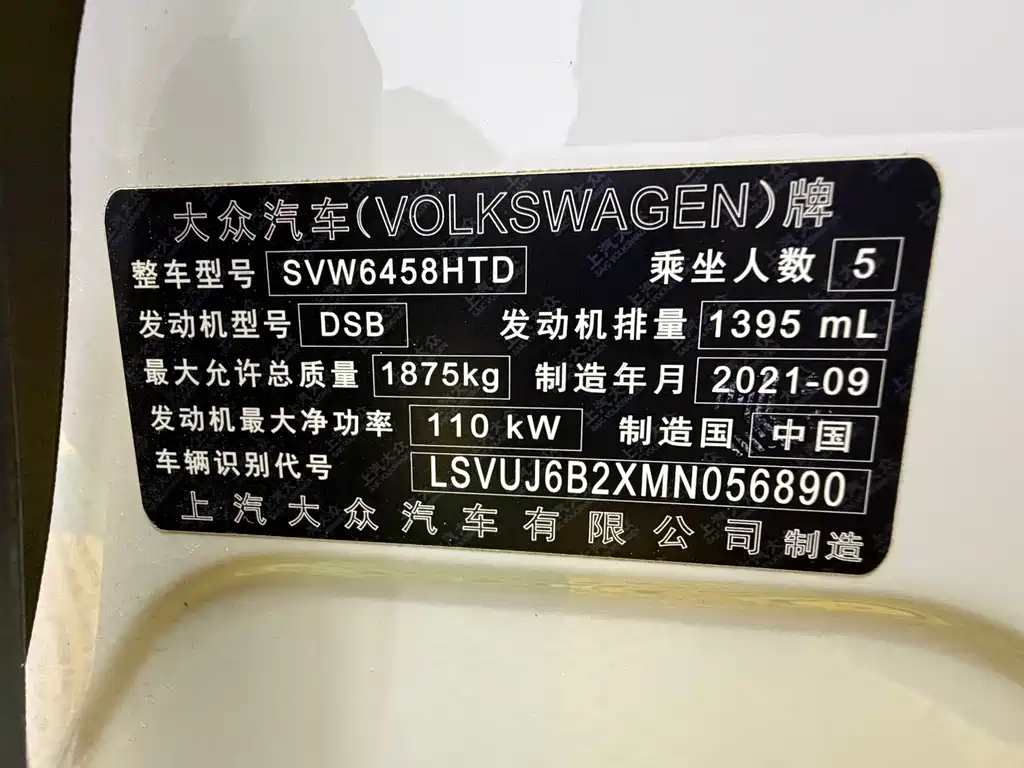 大众汽车(VOLKSWAGEN)牌
整车型号 SVW6458HTD 乘坐人数 5
发动机型号 DSB 发动机排量 1395 mL
最大允许总质量 1875kg 制造年月 2021-09
发动机最大净功率 110 kW 制造国 中国
车辆识别代号 LSVUJ6B2XMN056890
上汽大众汽车有限公司 制造